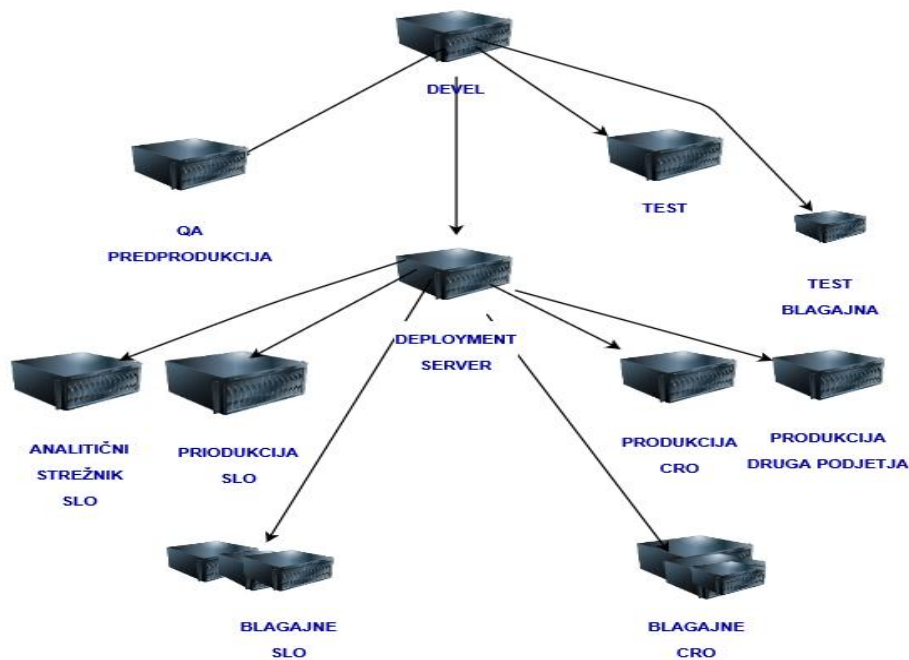 DEVEL
QA
PREDPRODUKCIJA
TEST
TEST
BLAGAJNA
DEPLOYMENT
SERVER
ANALITIČNI
STREŽNIK
SLO
PRIODUKCIJA
SLO
PRODUKCIJA
CRO
PRODUKCIJA
DRUGA PODJETJA
BLAGAJNE
SLO
BLAGAJNE
CRO